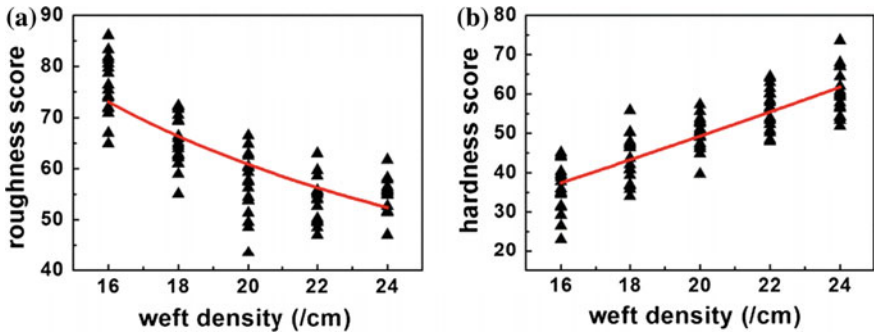 (a)
roughness score
90
80
70
60
50
40
16 18 20 22 24
weft density (/cm)
(b)
hardness score
80
70
60
50
40
30
20
16 18 20 22 24
weft density (/cm)